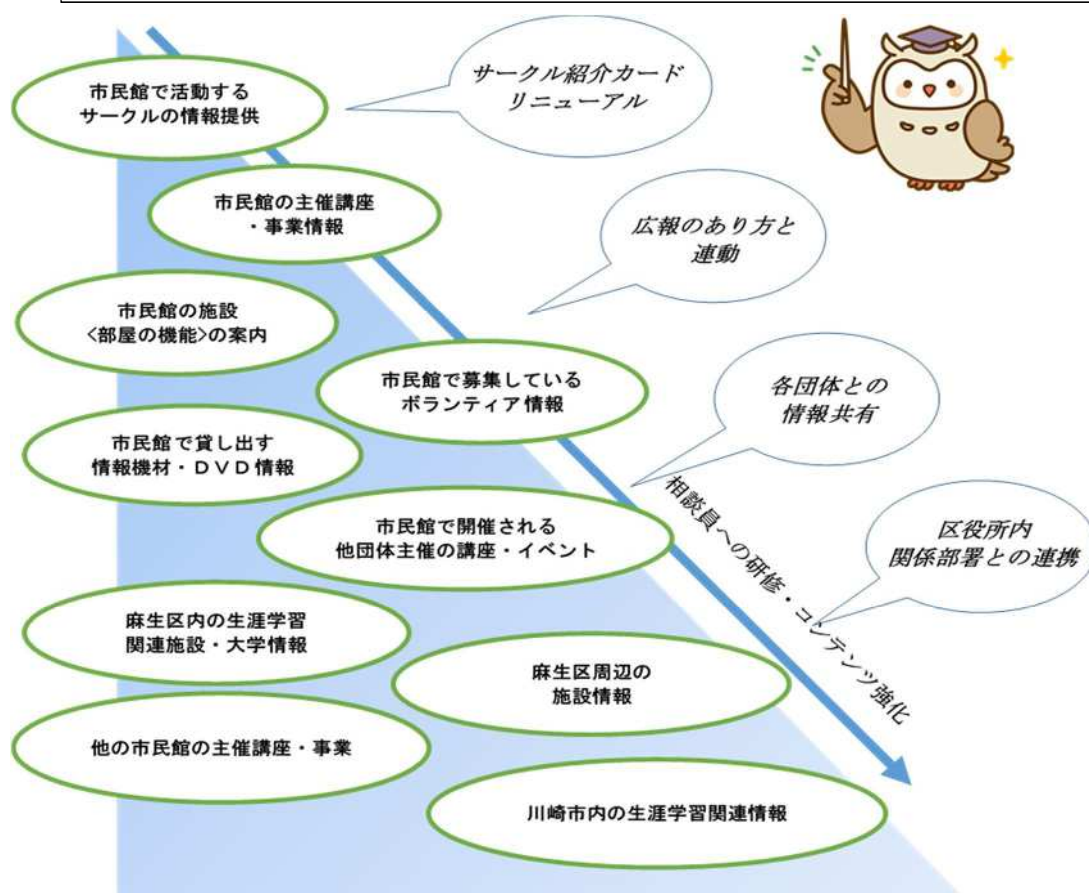 市民館で活動する
サークルの情報提供
サークル紹介カード
リニューアル
市民館の主催講座
・事業情報
広報のあり方と
連動
市民館の施設
<部屋の機能>の案内
市民館で募集している
ボランティア情報
各団体との
情報共有
市民館で貸し出す
情報機材・ＤＶＤ情報
市民館で開催される
他団体主催の講座・イベント
相談員への研修・コンテンツ強化
区役所内
関係部署との連携
麻生区内の生涯学習
関連施設・大学情報
麻生区周辺の
施設情報
他の市民館の主催講座・事業
川崎市内の生涯学習関連情報